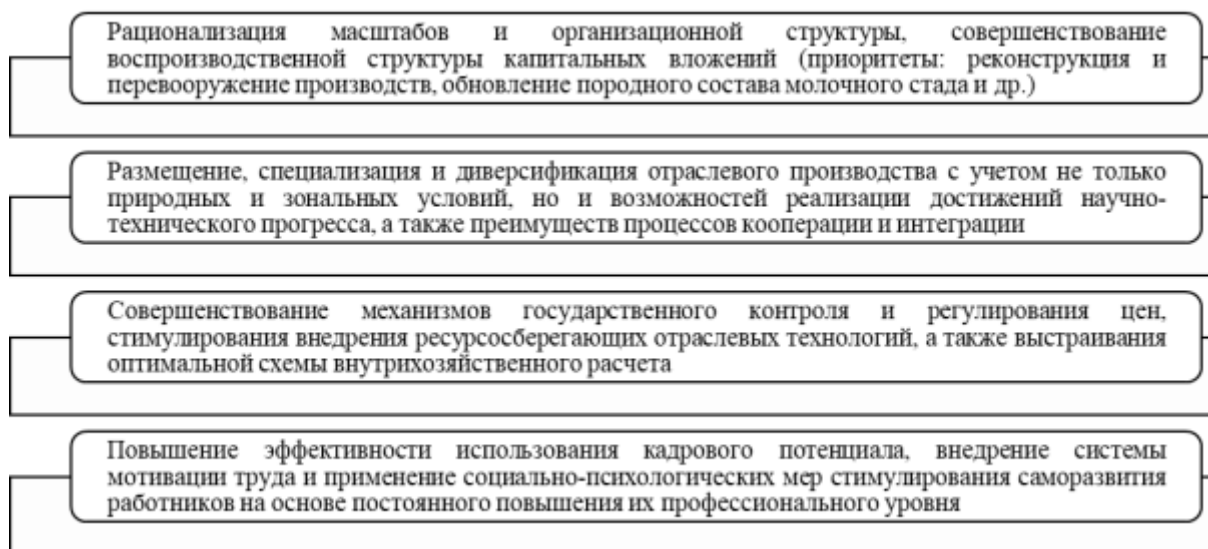 Рационализация масштабов и организационной структуры, совершенствование
воспроизводственной структуры капитальных вложений (приоритеты: реконструкция и
перевооружение производств, обновление породного состава молочного стада и др.)
Размещение, специализация и диверсификация отраслевого производства с учетом не только
природных и зональных условий, но и возможностей реализации достижений научно-
технического прогресса, а также преимуществ процессов кооперации и интеграции
Совершенствование механизмов государственного контроля и регулирования цен,
стимулирования внедрения ресурсосберегающих отраслевых технологий, а также выстраивания
оптимальной схемы внутрихозяйственного расчета
Повышение эффективности использования кадрового потенциала, внедрение системы
мотивации труда и применение социально-психологических мер стимулирования саморазвития
работников на основе постоянного повышения их профессионального уровня